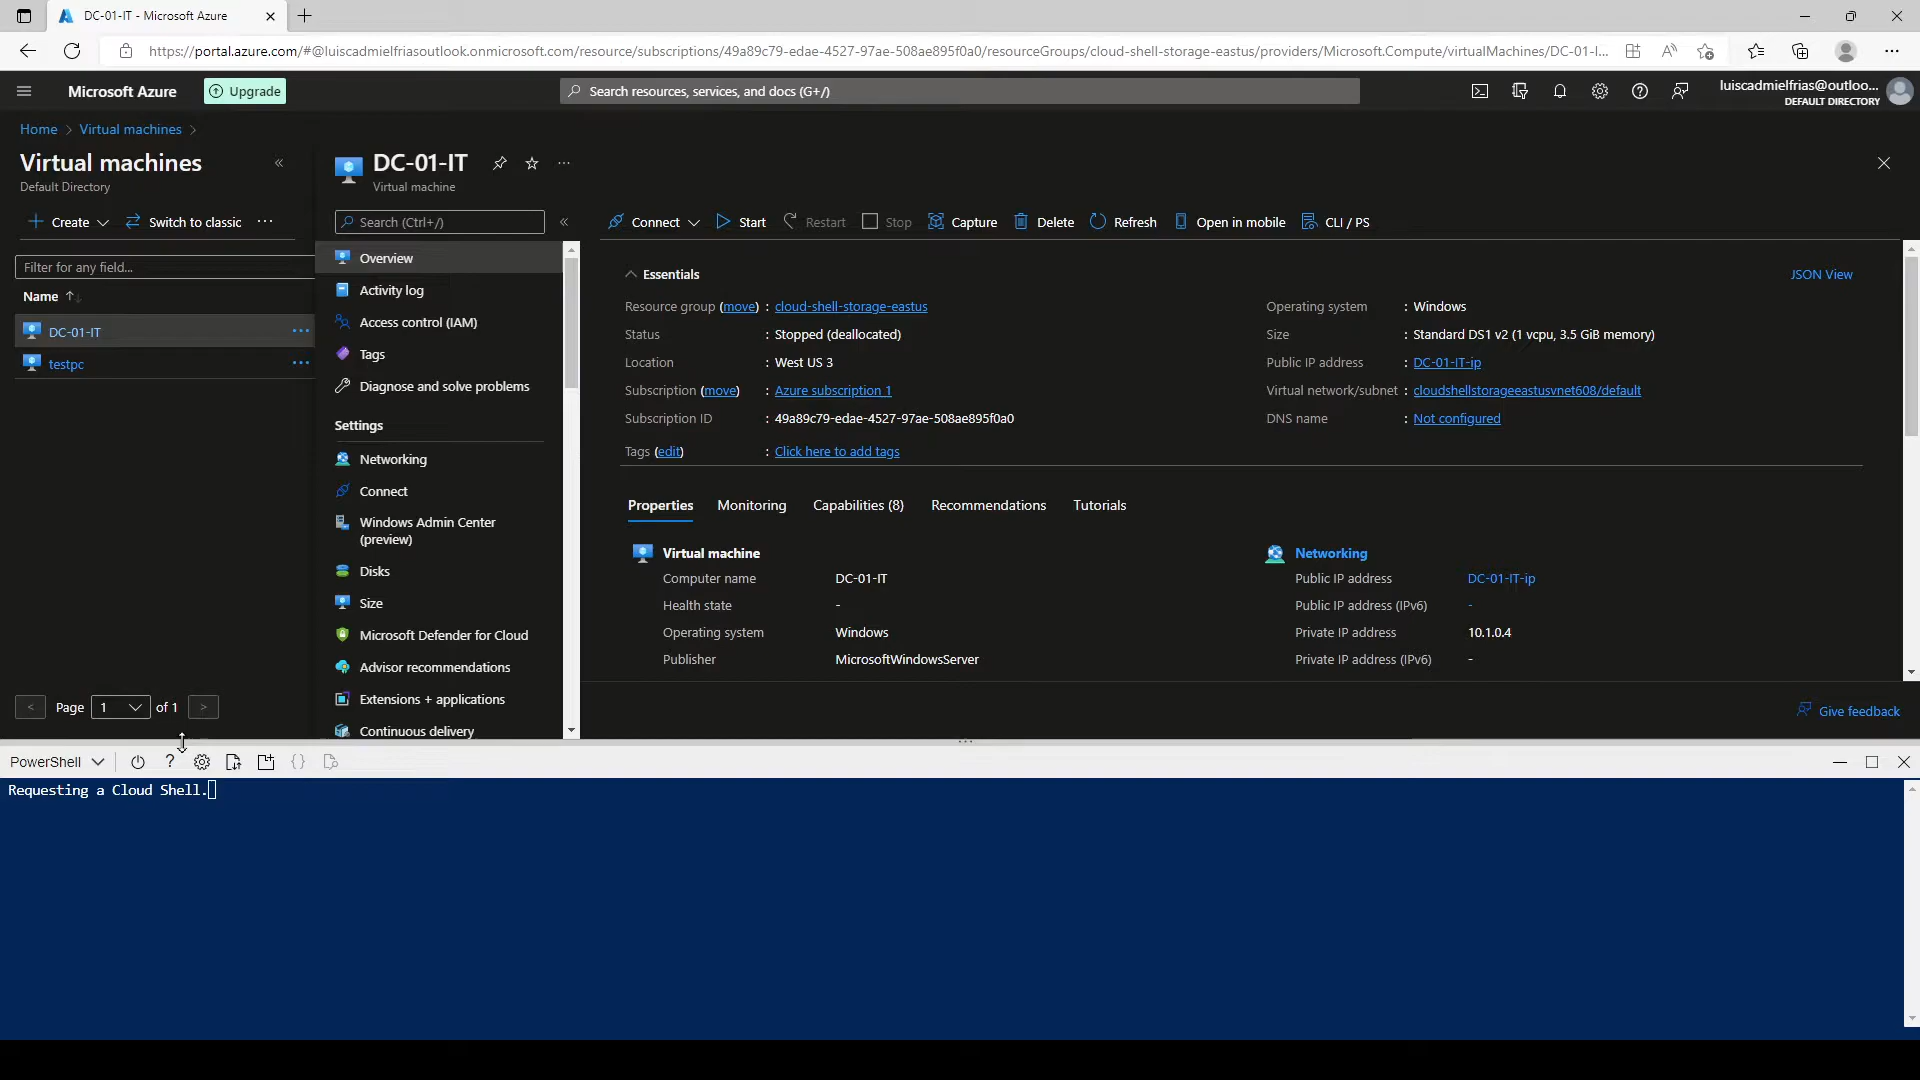 DC-01-IT - Microsoft Azure
https://portal.azure.com/#@luiscadmielfriasoutlook.onmicrosoft.com/resource/subscriptions/49a89c79-edae-4527-97ae-508ae895f0a0/resourceGroups/cloud-shell-storage-eastus/providers/Microsoft.Compute/virtualMachines/DC-01-I...
Microsoft Azure
Upgrade
Search resources, services, and docs (G+/)
luiscadmielfrias@outloo...
DEFAULT DIRECTORY
Home > Virtual machines >
Virtual machines «
Default Directory
+ Create Switch to classic ...
Filter for any field...
Name ↑↓
DC-01-IT ...
testpc ...
< Page 1 of 1 >
DC-01-IT ...
Virtual machine
Search (Ctrl+/) «
Overview
Activity log
Access control (IAM)
Tags
Diagnose and solve problems
Settings
Networking
Connect
Windows Admin Center
(preview)
Disks
Size
Microsoft Defender for Cloud
Advisor recommendations
Extensions + applications
Continuous delivery
Connect Start Restart Stop Capture Delete Refresh Open in mobile CLI / PS
Essentials
JSON View
Resource group (move) : cloud-shell-storage-eastus
Status : Stopped (deallocated)
Location : West US 3
Subscription (move) : Azure subscription 1
Subscription ID : 49a89c79-edae-4527-97ae-508ae895f0a0
Tags (edit) : Click here to add tags
Operating system : Windows
Size : Standard DS1 v2 (1 vcpu, 3.5 GiB memory)
Public IP address : DC-01-IT-ip
Virtual network/subnet : cloudshellstorageeastusvnet608/default
DNS name : Not configured
Properties Monitoring Capabilities (8) Recommendations Tutorials
Virtual machine
Computer name DC-01-IT
Health state -
Operating system Windows
Publisher MicrosoftWindowsServer
Networking
Public IP address DC-01-IT-ip
Public IP address (IPv6) -
Private IP address 10.1.0.4
Private IP address (IPv6) -
Give feedback
PowerShell ? {}
Requesting a Cloud Shell.